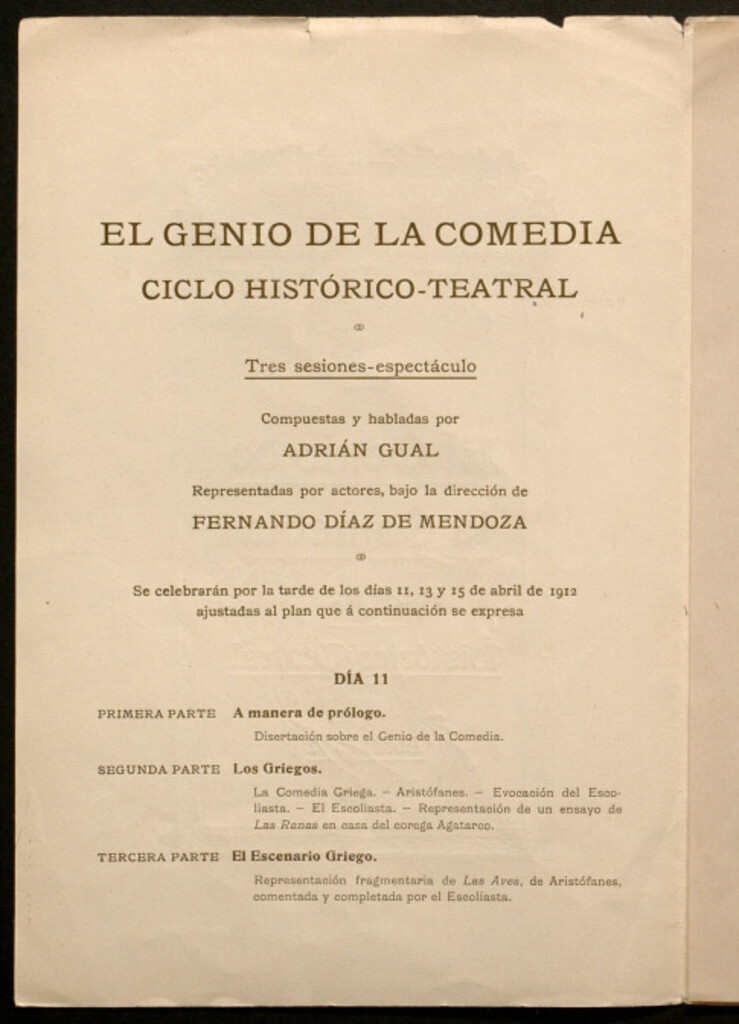 EL GENIO DE LA COMEDIA
CICLO HISTÓRICO-TEATRAL
Tres sesiones-espectáculo
Compuestas y habladas por
ADRIÁN GUAL
Representadas por actores, bajo la dirección de
FERNANDO DÍAZ DE MENDOZA
Se celebrarán por la tarde de los días 11, 13 y 15 de abril de 1912
ajustadas al plan que á continuación se expresa
DÍA 11
PRIMERA PARTE A manera de prólogo.
Disertación sobre el Genio de la Comedia.
SEGUNDA PARTE Los Griegos.
La Comedia Griega. — Aristófanes. — Evocación del Esco-
liasta. — El Escoliasta. — Representación de un ensayo de
Las Ranas en casa del corega Agatarco.
TERCERA PARTE El Escenario Griego.
Representación fragmentaria de Las Aves, de Aristófanes,
comentada y completada por el Escoliasta.